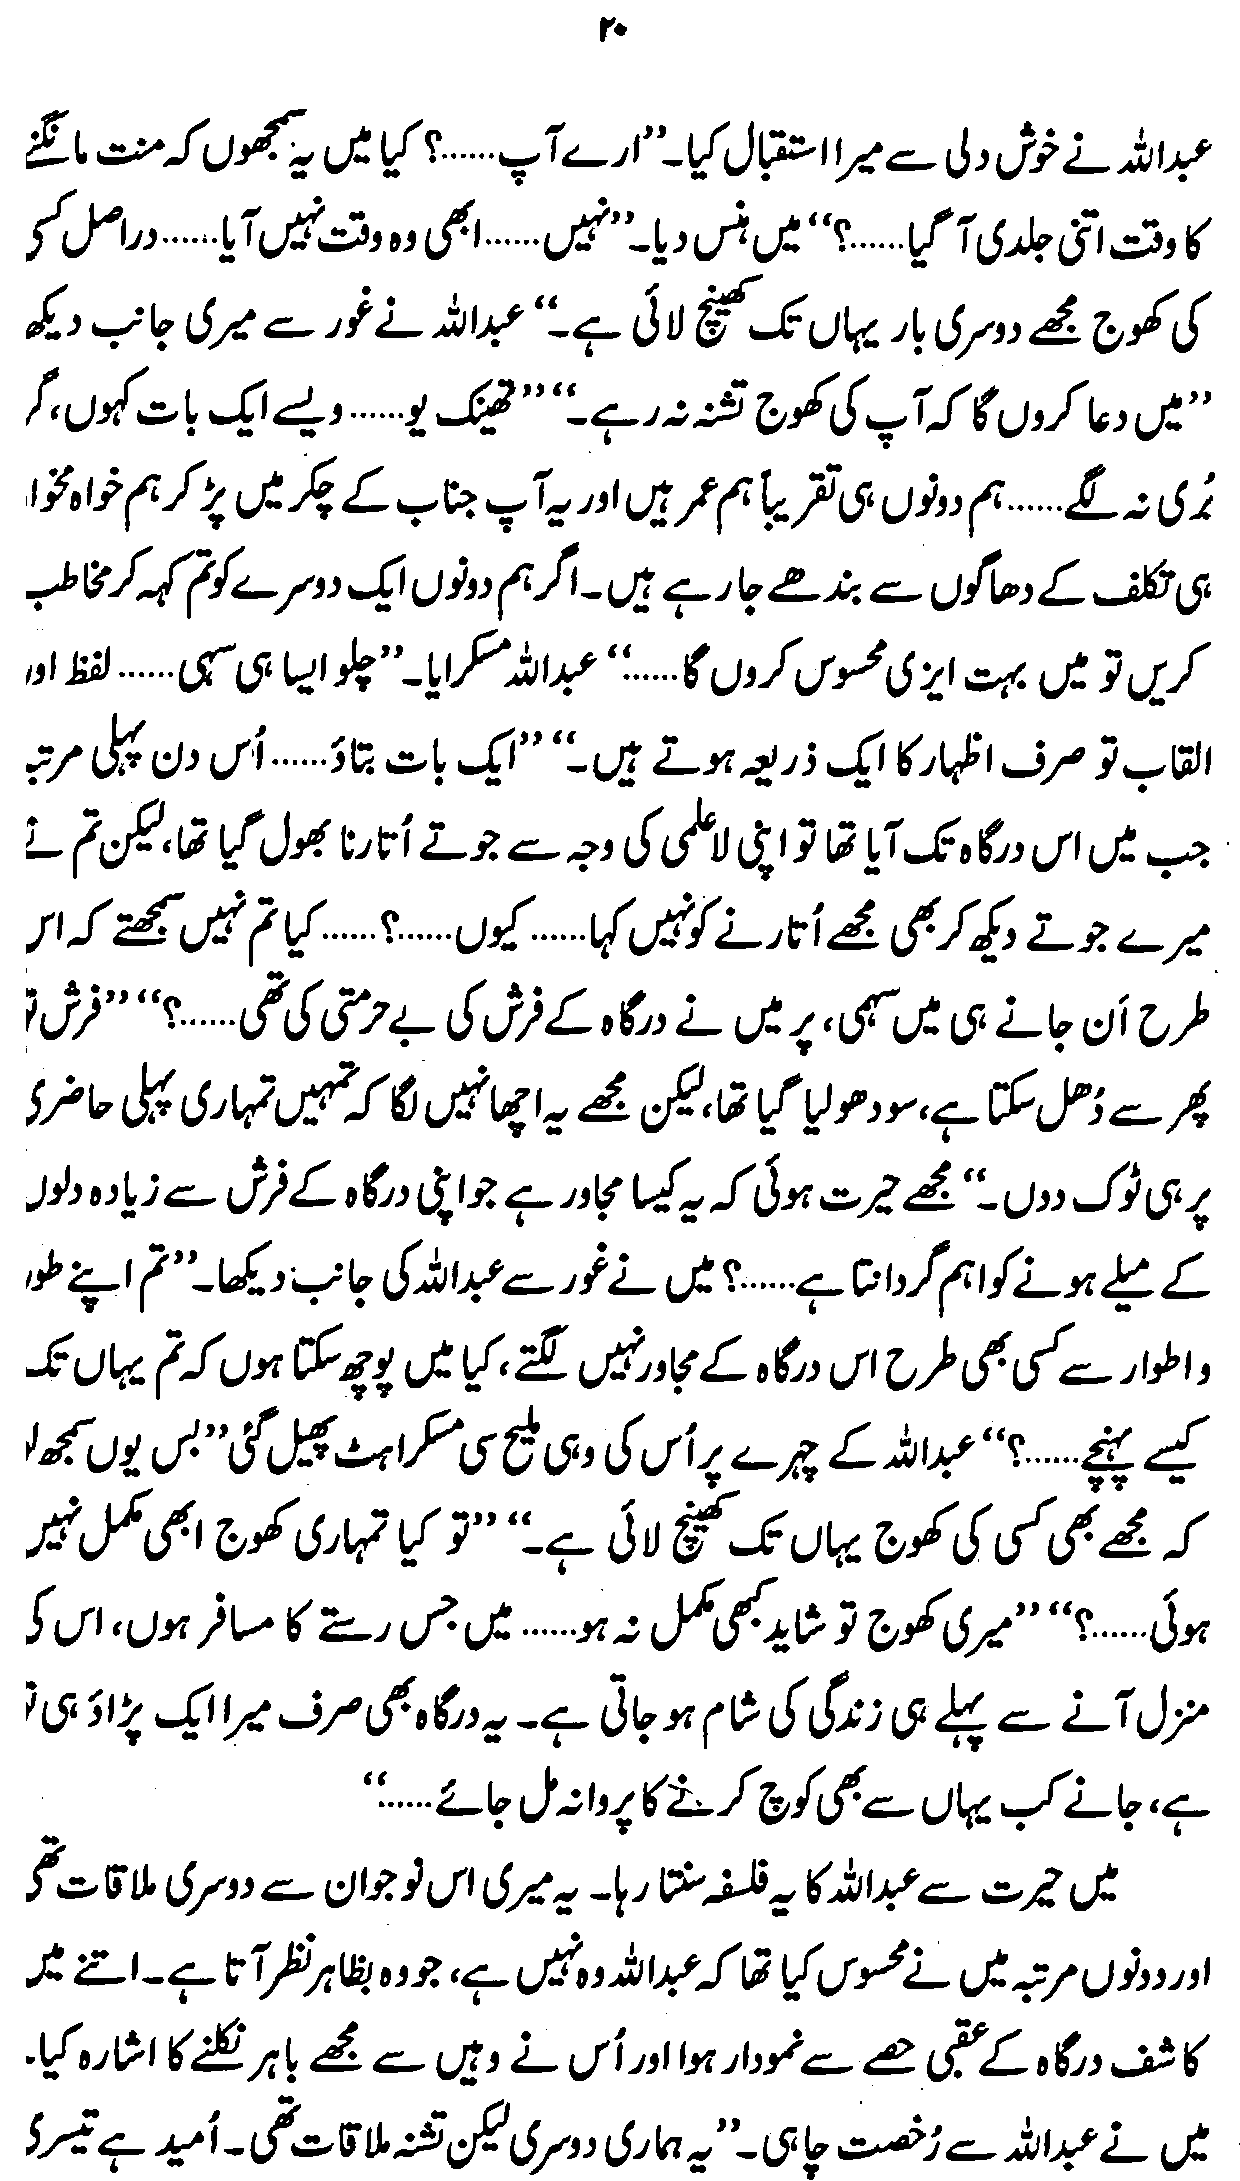 ۲۰
عبداللہ نے خوش دلی سے میرا استقبال کیا۔ ”ارے آپ......؟ کیا میں یہ سمجھوں کہ منت مانگنے
کا وقت اتنی جلدی آ گیا......؟“ میں ہنس دیا۔ ”نہیں...... ابھی وہ وقت نہیں آیا...... دراصل کسی
کی کھوج مجھے دوسری بار یہاں تک کھینچ لائی ہے۔“ عبداللہ نے غور سے میری جانب دیکھ
”میں دعا کروں گا کہ آپ کی کھوج تشنہ نہ رہے۔“ ”تھینک یو...... ویسے ایک بات کہوں، گر
بُری نہ لگے...... ہم دونوں ہی تقریباً ہم عمر ہیں اور یہ آپ جناب کے چکر میں پڑ کر ہم خواہ مخوا
ہی تکلف کے دھاگوں سے بندھے جا رہے ہیں۔ اگر ہم دونوں ایک دوسرے کو تم کہہ کر مخاطب
کریں تو میں بہت ایزی محسوس کروں گا......“ عبداللہ مسکرایا۔ ”چلو ایسا ہی سہی...... لفظ اور
القاب تو صرف اظہار کا ایک ذریعہ ہوتے ہیں۔“ ”ایک بات بتاؤ...... اُس دن پہلی مرتبہ
جب میں اس درگاہ تک آیا تھا تو اپنی لاعلمی کی وجہ سے جوتے اُتارنا بھول گیا تھا، لیکن تم نے
میرے جوتے دیکھ کر بھی مجھے اُتارنے کو نہیں کہا...... کیوں......؟...... کیا تم نہیں سمجھتے کہ اس
طرح اَن جانے ہی میں سہی، پر میں نے درگاہ کے فرش کی بے حرمتی کی تھی......؟“ ”فرش تو
پھر سے دُھل سکتا ہے، سو دھو لیا گیا تھا، لیکن مجھے یہ اچھا نہیں لگا کہ تمہیں تمہاری پہلی حاضری
پر ہی ٹوک دوں۔“ مجھے حیرت ہوئی کہ یہ کیسا مجاور ہے جو اپنی درگاہ کے فرش سے زیادہ دلوں
کے میلے ہونے کو اہم گردانتا ہے......؟ میں نے غور سے عبداللہ کی جانب دیکھا۔ ”تم اپنے طور
و اطوار سے کسی بھی طرح اس درگاہ کے مجاور نہیں لگتے، کیا میں پوچھ سکتا ہوں کہ تم یہاں تک
کیسے پہنچے......؟“ عبداللہ کے چہرے پر اُس کی وہی ملیح سی مسکراہٹ پھیل گئی ”بس یوں سمجھ لو
کہ مجھے بھی کسی کی کھوج یہاں تک کھینچ لائی ہے۔“ ”تو کیا تمہاری کھوج ابھی مکمل نہیں
ہوئی......؟“ ”میری کھوج تو شاید کبھی مکمل نہ ہو...... میں جس رستے کا مسافر ہوں، اس کی
منزل آنے سے پہلے ہی زندگی کی شام ہو جاتی ہے۔ یہ درگاہ بھی صرف میرا ایک پڑاؤ ہی تو
ہے، جانے کب یہاں سے بھی کوچ کرنے کا پروانہ مل جائے......“
میں حیرت سے عبداللہ کا یہ فلسفہ سنتا رہا۔ یہ میری اس نوجوان سے دوسری ملاقات تھی
اور دونوں مرتبہ میں نے محسوس کیا تھا کہ عبداللہ وہ نہیں ہے، جو وہ بظاہر نظر آتا ہے۔ اتنے میں
کاشف درگاہ کے عقبی حصے سے نمودار ہوا اور اُس نے وہیں سے مجھے باہر نکلنے کا اشارہ کیا۔
میں نے عبداللہ سے رُخصت چاہی۔ ”یہ ہماری دوسری لیکن تشنہ ملاقات تھی۔ اُمید ہے تیسری